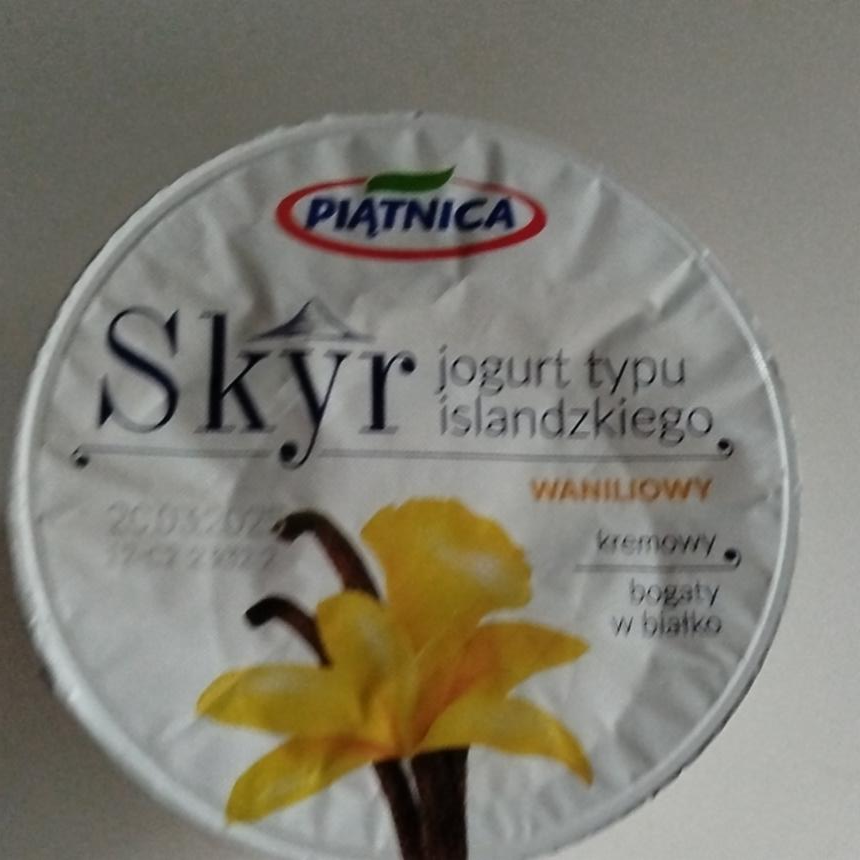 PIĄTNICA
Skyr
jogurt typu
islandzkiego
WANILIOWY
kremowy
bogaty
w białko